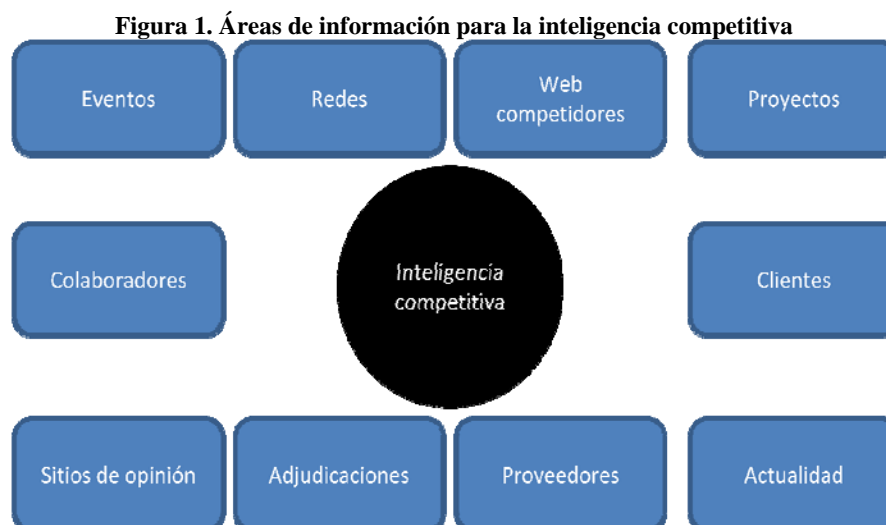 Figura 1. Áreas de información para la inteligencia competitiva
Eventos
Redes
Web
competidores
Proyectos
Colaboradores
Inteligencia
competitiva
Clientes
Sitios de opinión
Adjudicaciones
Proveedores
Actualidad